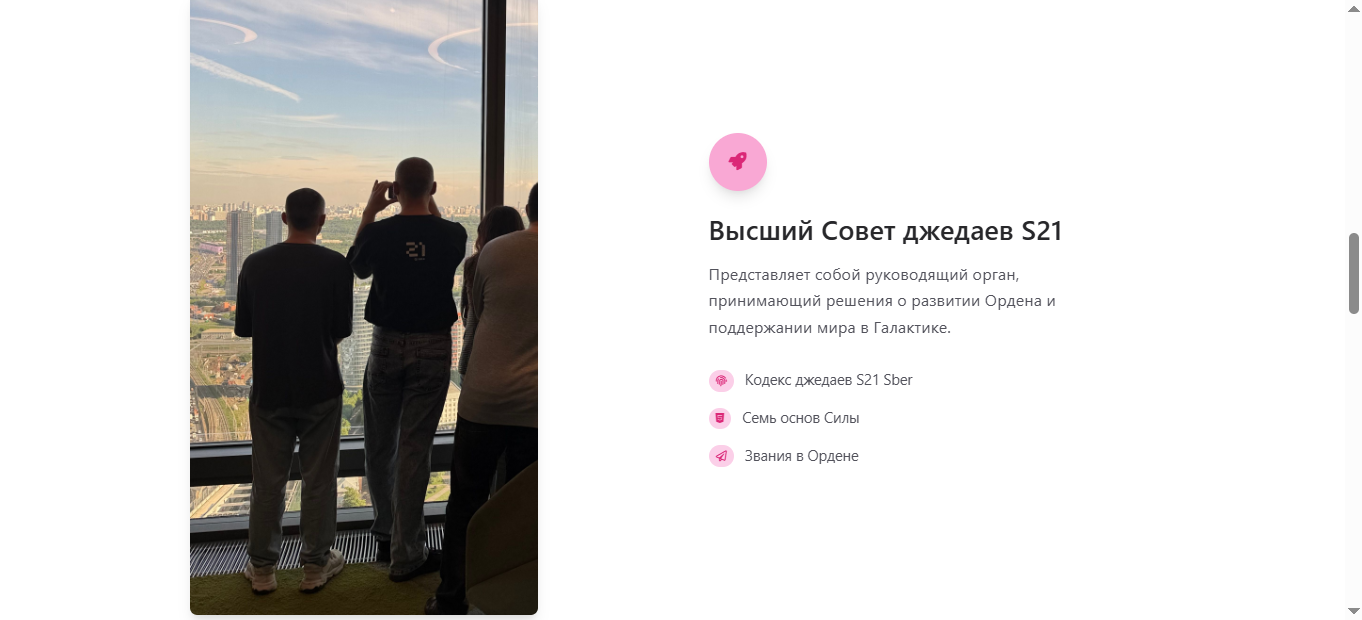 21
Высший Совет джедаев S21
Представляет собой руководящий орган,
принимающий решения о развитии Ордена и
поддержании мира в Галактике.
Кодекс джедаев S21 Sber
Семь основ Силы
Звания в Ордене